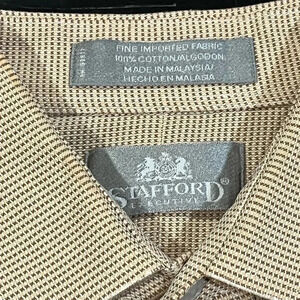 FINE IMPORTED FABRIC
100% COTTON/ALGODON
MADE IN MALAYSIA/
HECHO EN MALASIA
STAFFORD®
EXECUTIVE